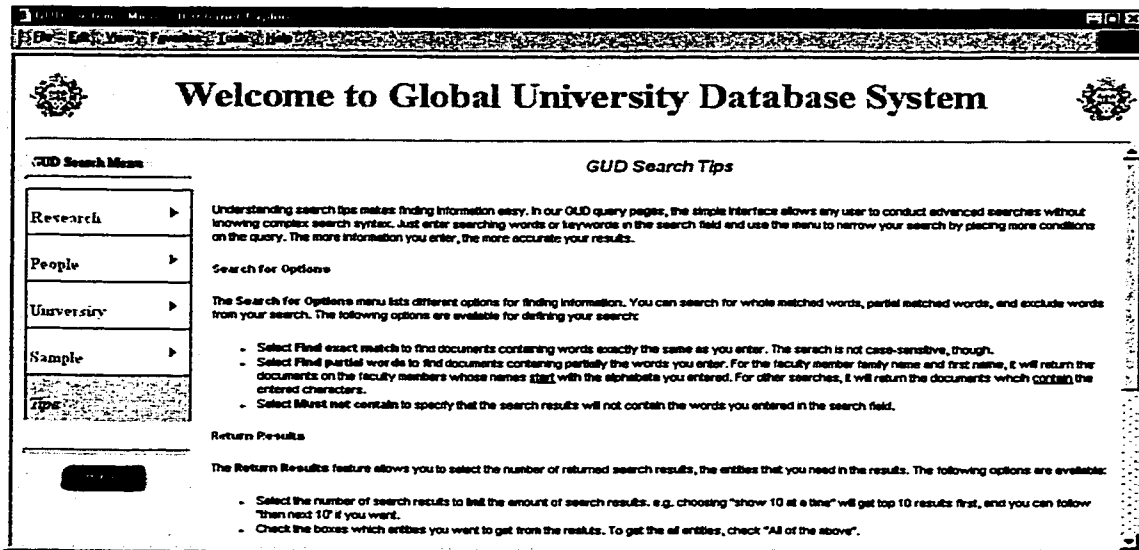 File Edit View Favorites Tools Help
Welcome to Global University Database System
GUD Search Menu
Research
People
University
Sample
Tips
GUD Search Tips
Understanding search tips makes finding information easy. In our GUD query pages, the simple interface allows any user to conduct advanced searches without
knowing complex search syntax. Just enter searching words or keywords in the search field and use the menu to narrow your search by placing more conditions
on the query. The more information you enter, the more accurate your results.
Search for Options
The Search for Options menu lists different options for finding information. You can search for whole matched words, partial matched words, and exclude words
from your search. The following options are available for defining your search:
- Select Find exact match to find documents containing words exactly the same as you enter. The serach is not case-sensitive, though.
- Select Find partial words to find documents containing partially the words you enter. For the faculty member family name and first name, it will return the
documents on the faculty members whose names start with the alphabets you entered. For other searches, it will return the documents which contain the
entered characters.
- Select Must not contain to specify that the search results will not contain the words you entered in the search field.
Return Results
The Return Results feature allows you to select the number of returned search results, the entities that you need in the results. The following options are available:
- Select the number of search results to limit the amount of search results. e.g. choosing "show 10 at a time" will get top 10 results first, and you can follow
"then next 10" if you want.
- Check the boxes which entities you want to get from the results. To get the all entities, check "All of the above".